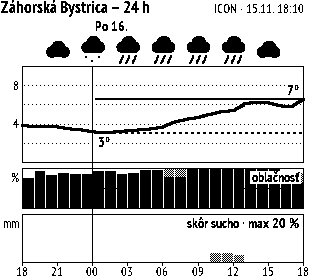 Záhorská Bystrica – 24 h
ICON · 15.11. 18:10
Po 16.
8
7°
4
3°
%
oblačnosť
mm
skôr sucho · max 20 %
18 21 00 03 06 09 12 15 18